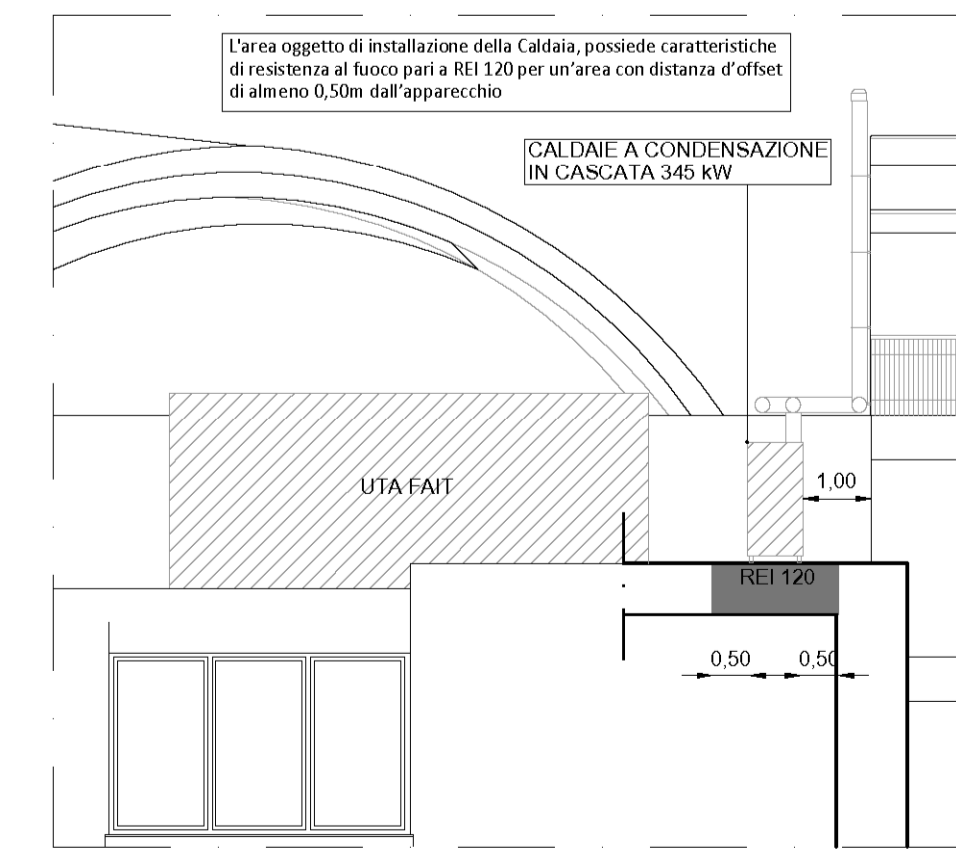 L'area oggetto di installazione della Caldaia, possiede caratteristiche
di resistenza al fuoco pari a REI 120 per un'area con distanza d'offset
di almeno 0,50m dall'apparecchio
CALDAIE A CONDENSAZIONE
IN CASCATA 345 kW
UTA FAIT
1,00
REI 120
0,50 0,50